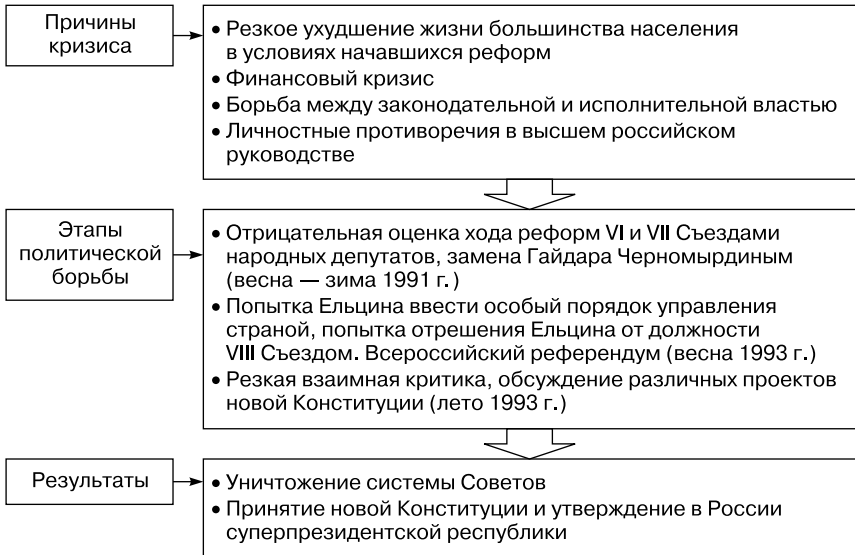 Причины
кризиса
• Резкое ухудшение жизни большинства населения
в условиях начавшихся реформ
• Финансовый кризис
• Борьба между законодательной и исполнительной властью
• Личностные противоречия в высшем российском
руководстве
Этапы
политической
борьбы
• Отрицательная оценка хода реформ VI и VII Съездами
народных депутатов, замена Гайдара Черномырдиным
(весна — зима 1991 г.)
• Попытка Ельцина ввести особый порядок управления
страной, попытка отрешения Ельцина от должности
VIII Съездом. Всероссийский референдум (весна 1993 г.)
• Резкая взаимная критика, обсуждение различных проектов
новой Конституции (лето 1993 г.)
Результаты
• Уничтожение системы Советов
• Принятие новой Конституции и утверждение в России
суперпрезидентской республики